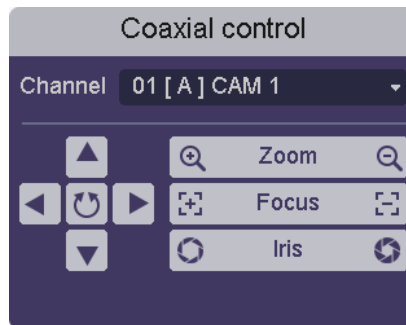 Coaxial control
Channel 01 [ A ] CAM 1
Zoom
Focus
Iris